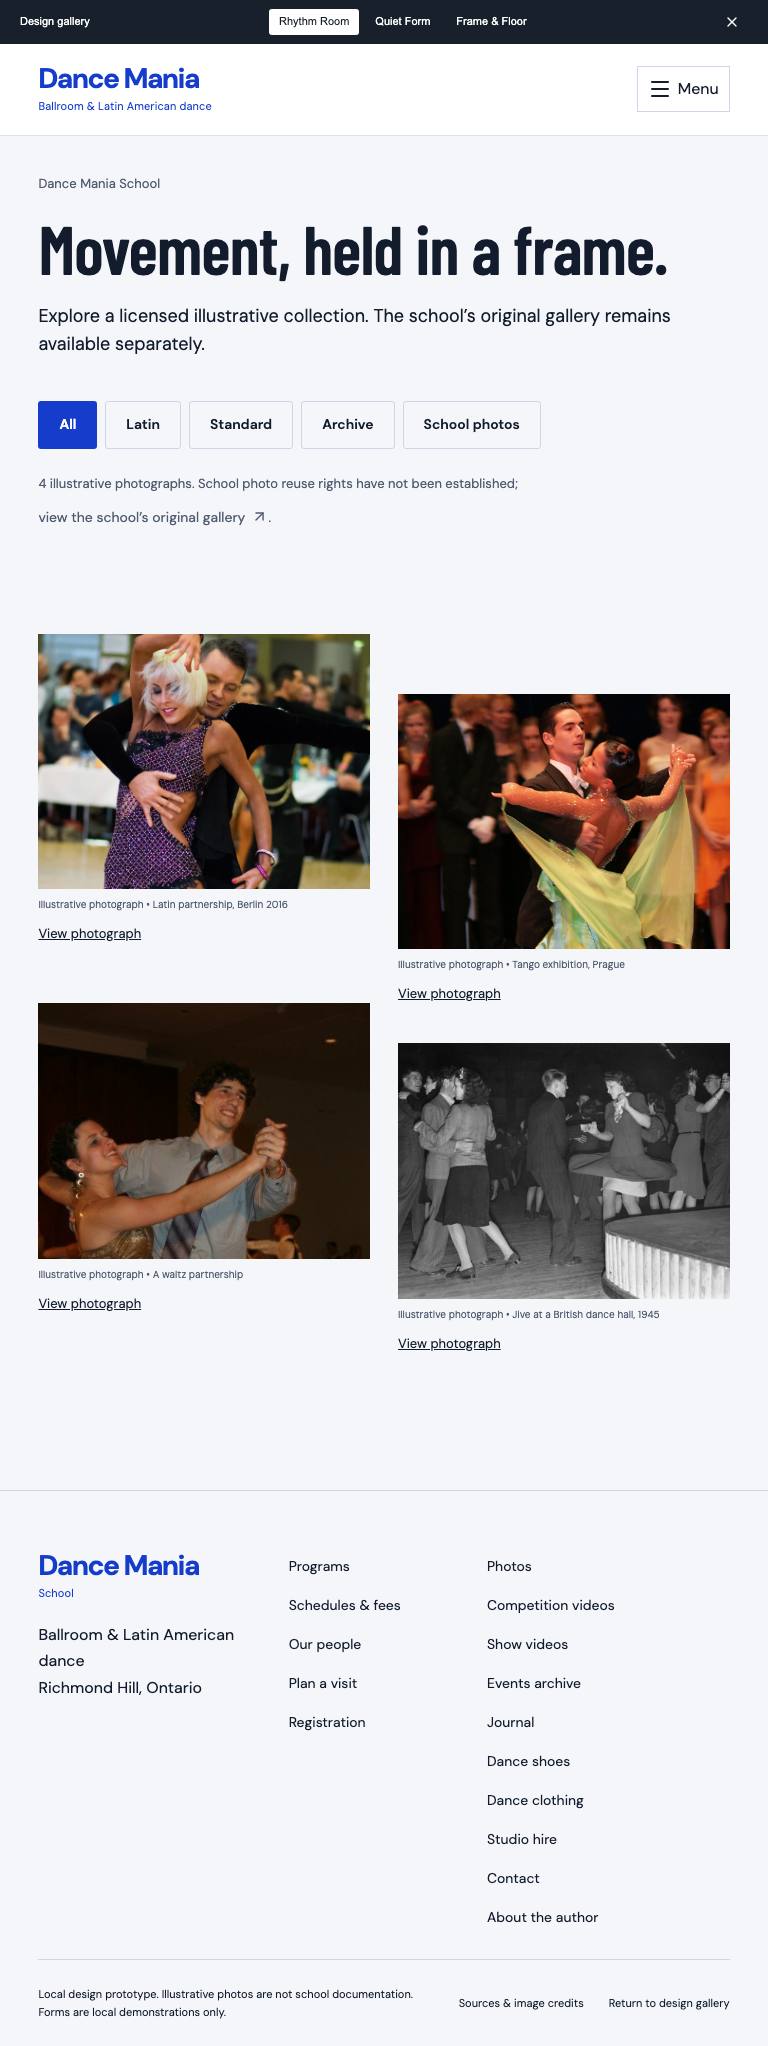 Design gallery
Rhythm Room
Quiet Form
Frame & Floor
Dance Mania
Ballroom & Latin American dance
Menu
Dance Mania School
Movement, held in a frame.
Explore a licensed illustrative collection. The school’s original gallery remains
available separately.
All
Latin
Standard
Archive
School photos
4 illustrative photographs. School photo reuse rights have not been established;
view the school’s original gallery ↗ .
Illustrative photograph • Latin partnership, Berlin 2016
View photograph
Illustrative photograph • Tango exhibition, Prague
View photograph
Illustrative photograph • A waltz partnership
View photograph
Illustrative photograph • Jive at a British dance hall, 1945
View photograph
Dance Mania
School
Ballroom & Latin American
dance
Richmond Hill, Ontario
Programs
Schedules & fees
Our people
Plan a visit
Registration
Photos
Competition videos
Show videos
Events archive
Journal
Dance shoes
Dance clothing
Studio hire
Contact
About the author
Local design prototype. Illustrative photos are not school documentation.
Forms are local demonstrations only.
Sources & image credits
Return to design gallery